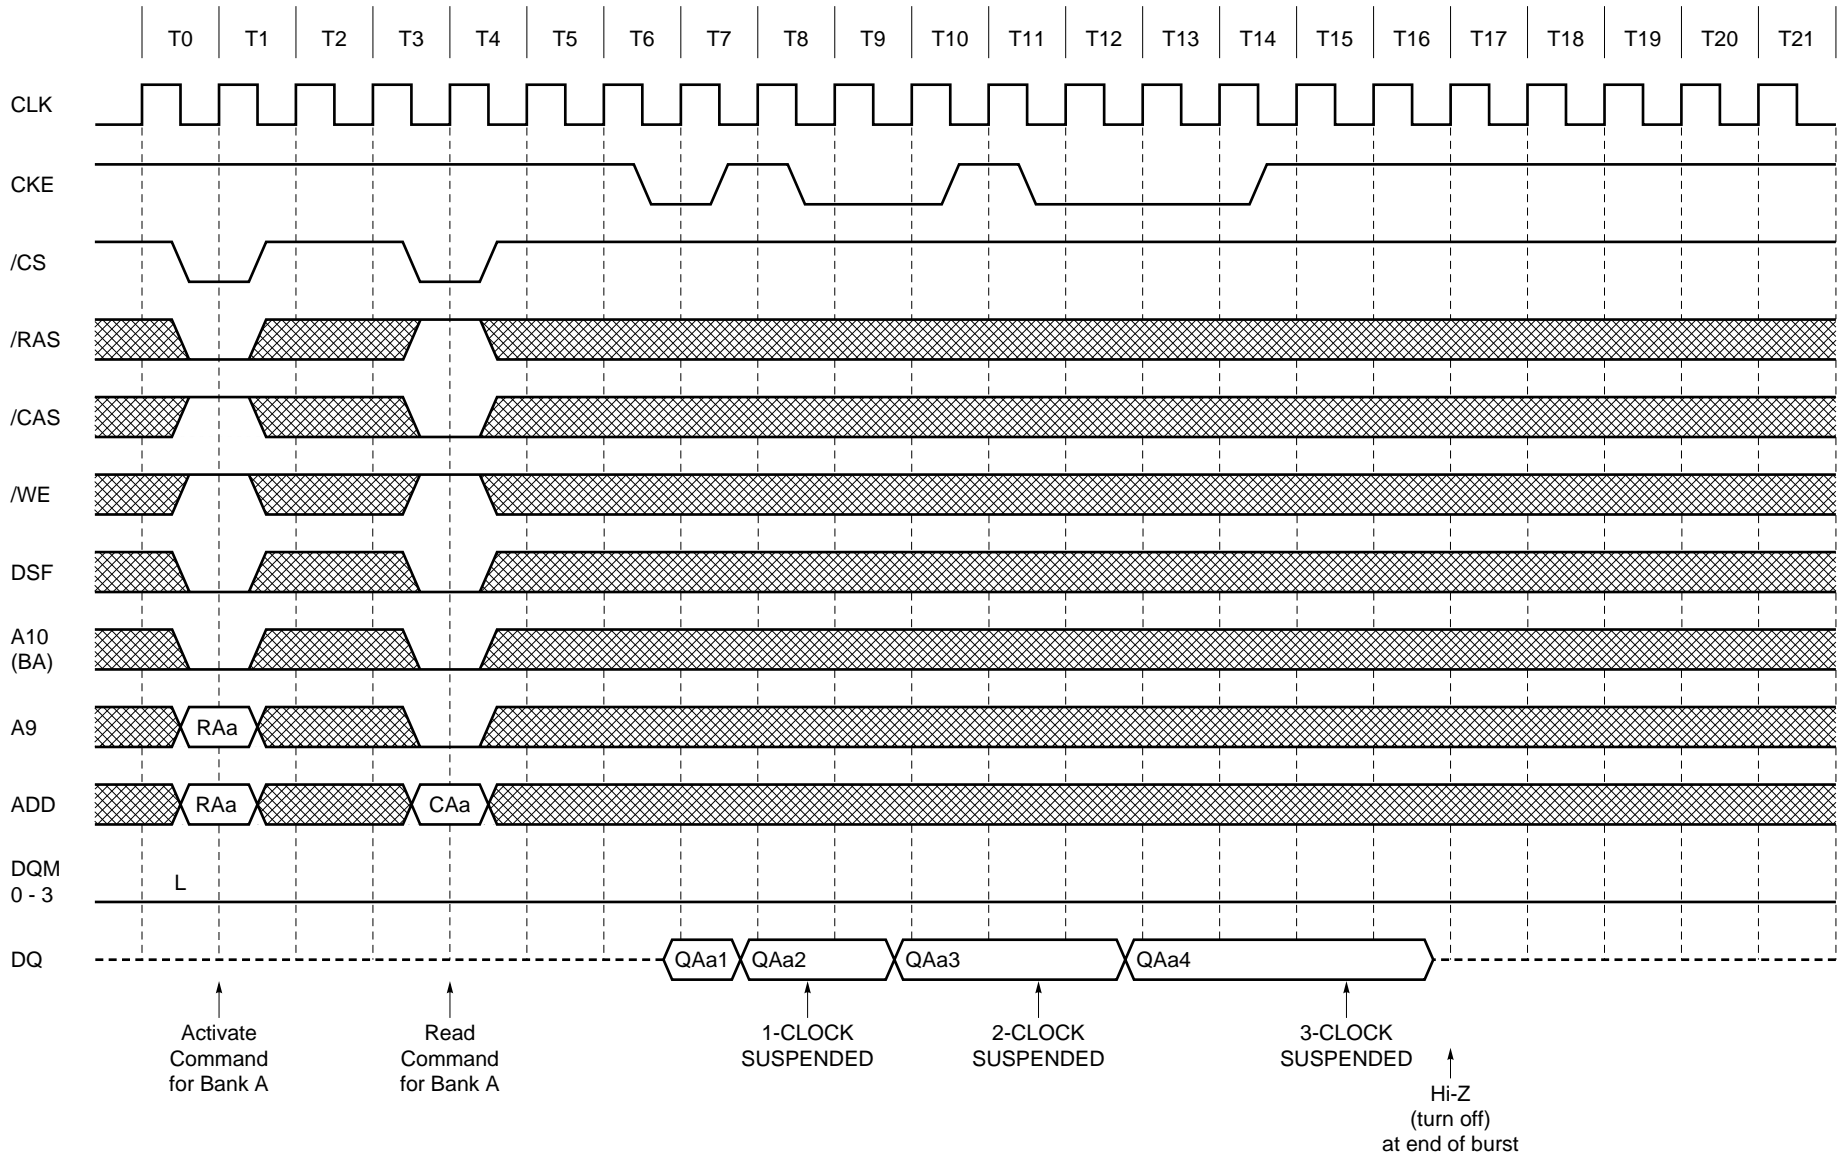 T0 T1 T2 T3 T4 T5 T6 T7 T8 T9 T10 T11 T12 T13 T14 T15 T16 T17 T18 T19 T20 T21
CLK
CKE
/CS
/RAS
/CAS
/WE
DSF
A10
(BA)
A9 RAa
ADD RAa CAa
DQM
0 - 3
L
DQ QAa1 QAa2 QAa3 QAa4
Activate
Command
for Bank A
Read
Command
for Bank A
1-CLOCK
SUSPENDED
2-CLOCK
SUSPENDED
3-CLOCK
SUSPENDED
Hi-Z
(turn off)
at end of burst